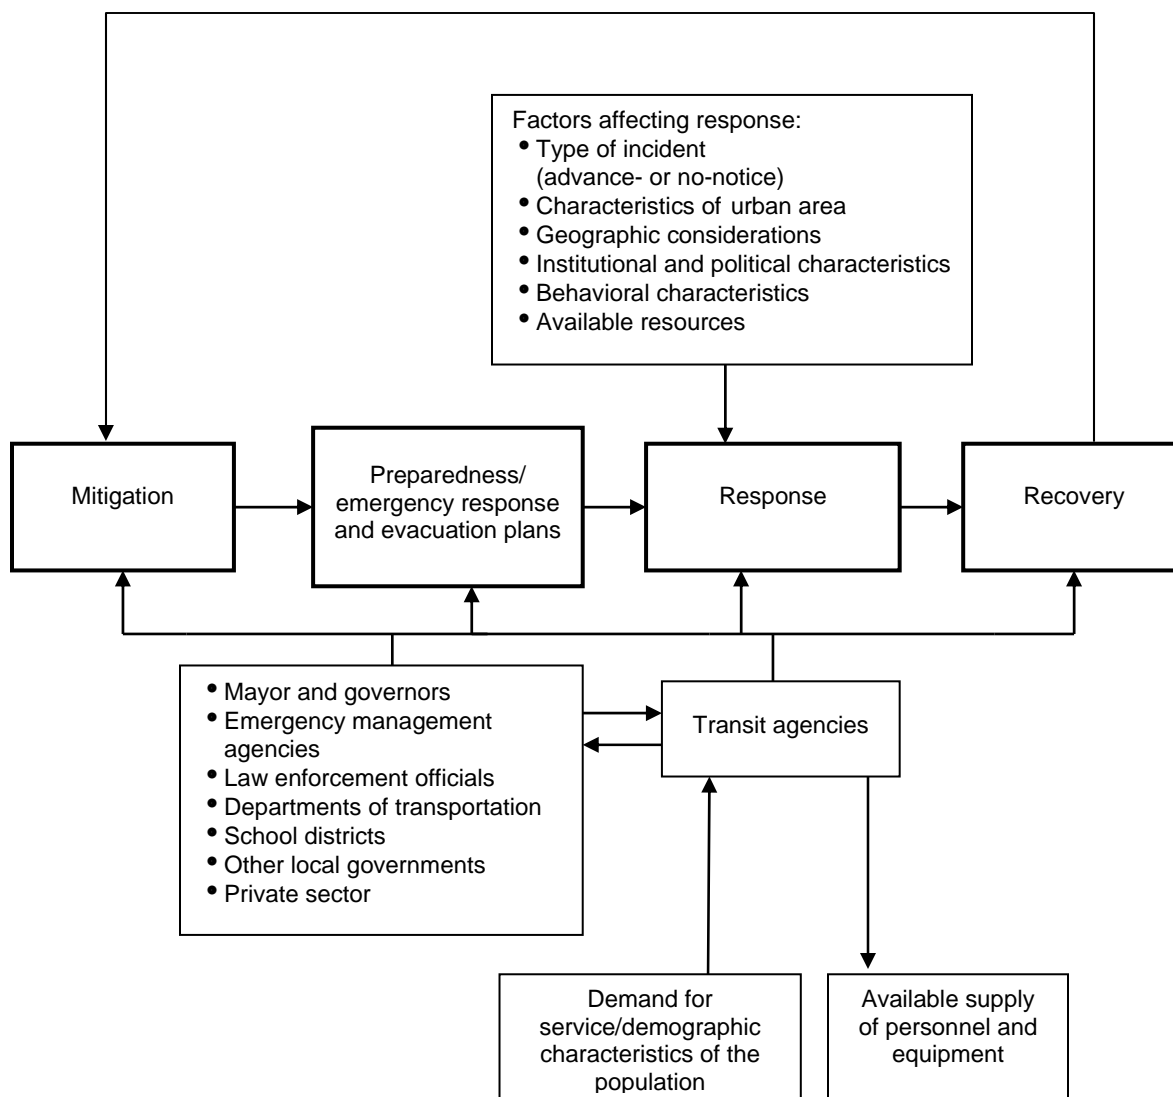 Factors affecting response:
• Type of incident
(advance- or no-notice)
• Characteristics of urban area
• Geographic considerations
• Institutional and political characteristics
• Behavioral characteristics
• Available resources
Mitigation
Preparedness/
emergency response
and evacuation plans
Response
Recovery
• Mayor and governors
• Emergency management
agencies
• Law enforcement officials
• Departments of transportation
• School districts
• Other local governments
• Private sector
Transit agencies
Demand for
service/demographic
characteristics of the
population
Available supply
of personnel and
equipment